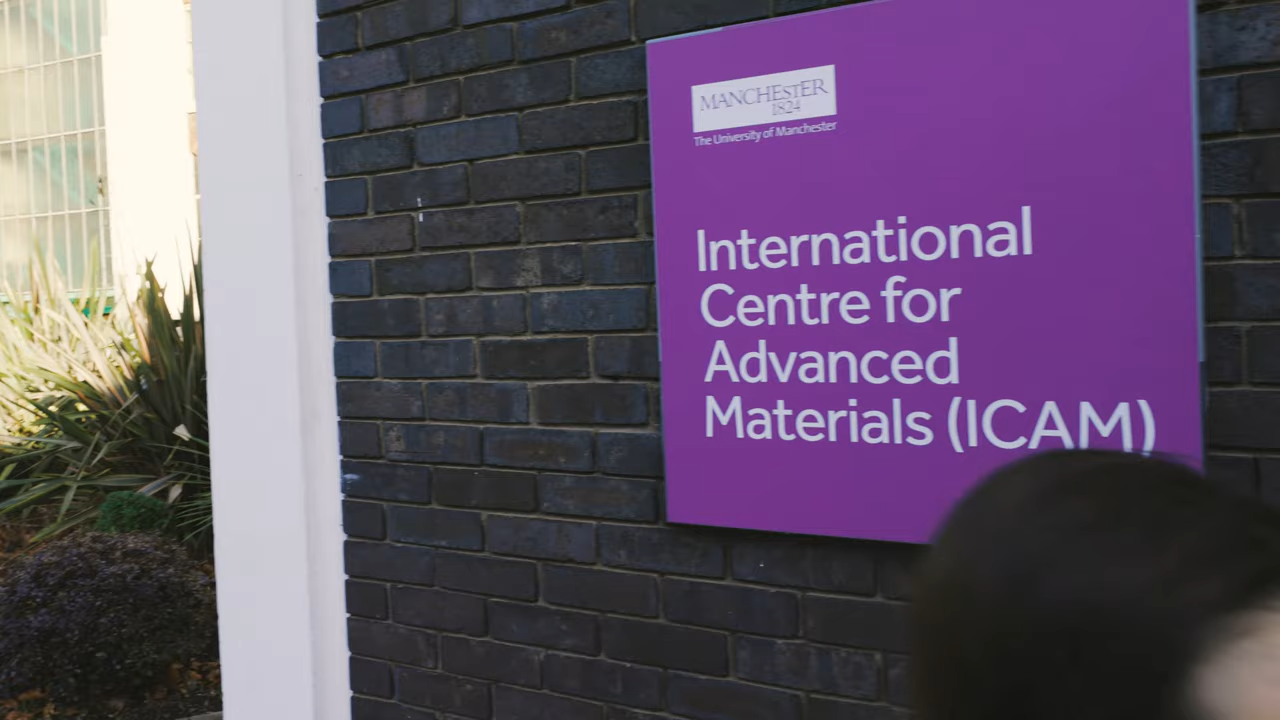 MANCHESTER
1824
The University of Manchester
International
Centre for
Advanced
Materials (ICAM)